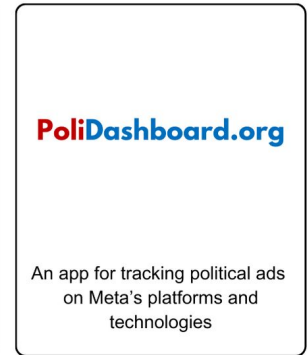 PoliDashboard.org
An app for tracking political ads
on Meta's platforms and
technologies